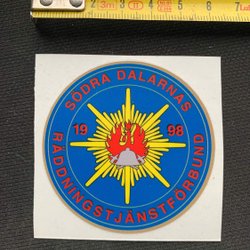 SÖDRA DALARNAS
19 98
RÄDDNINGSTJÄNSTFÖRBUND